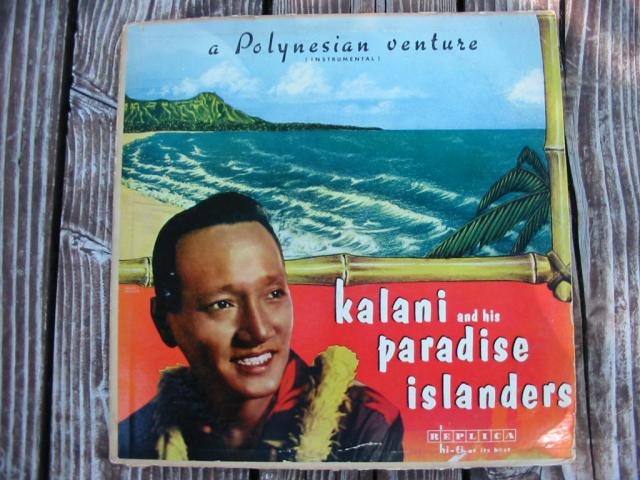 a Polynesian venture
(INSTRUMENTAL)
kalani and his
paradise
islanders
REPLICA
hi-fi at its best